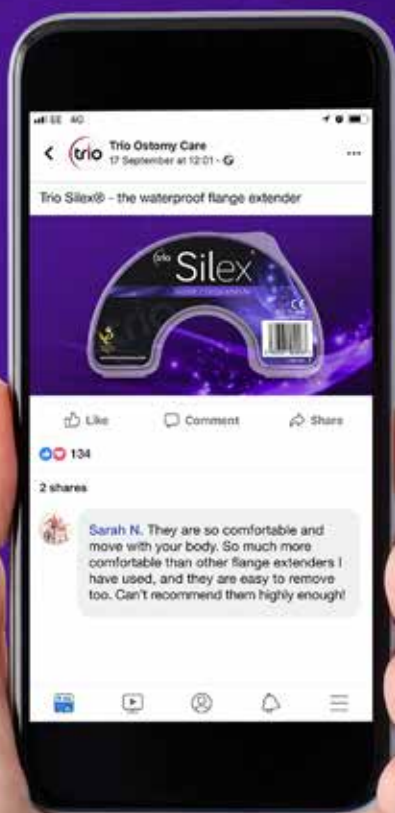 EE 4G
trio Trio Ostomy Care
17 September at 12:01 -
Trio Silex® - the waterproof flange extender
trio
Silex
CE
Like Comment Share
134
2 shares
Sarah N. They are so comfortable and
move with your body. So much more
comfortable than other flange extenders I
have used, and they are easy to remove
too. Can't recommend them highly enough!